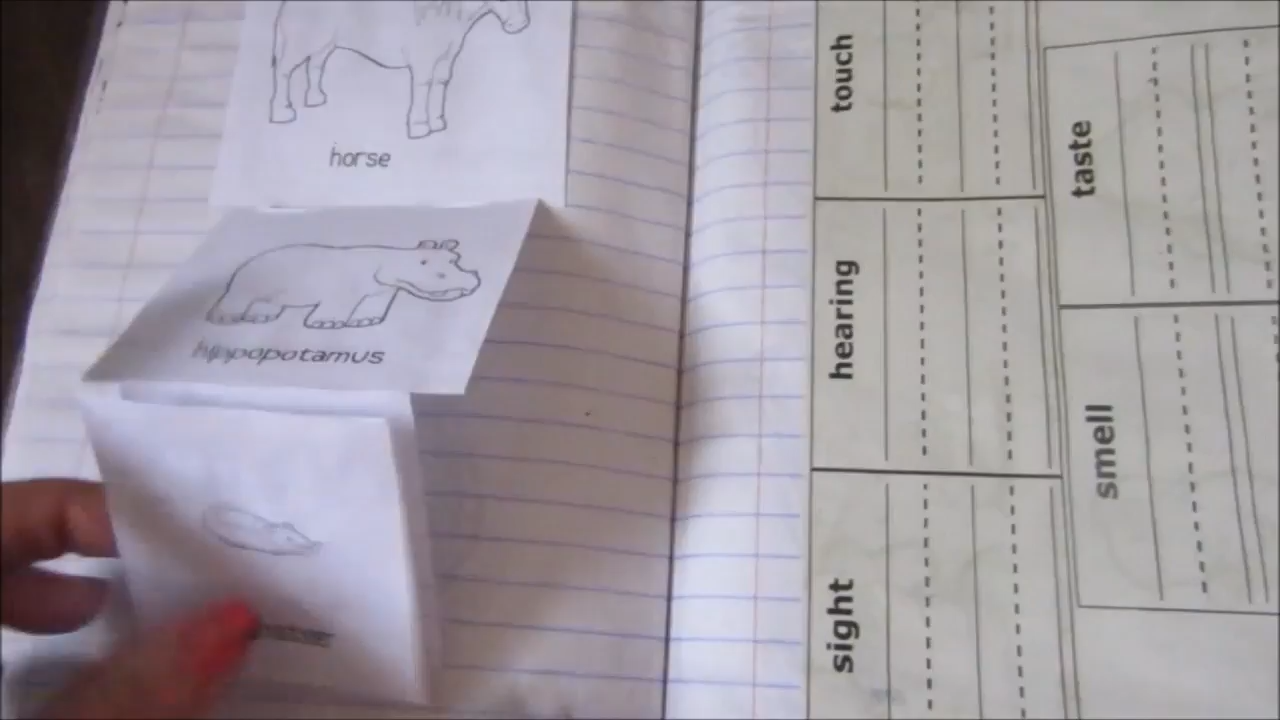 horse
hippopotamus
touch
hearing
sight
taste
smell